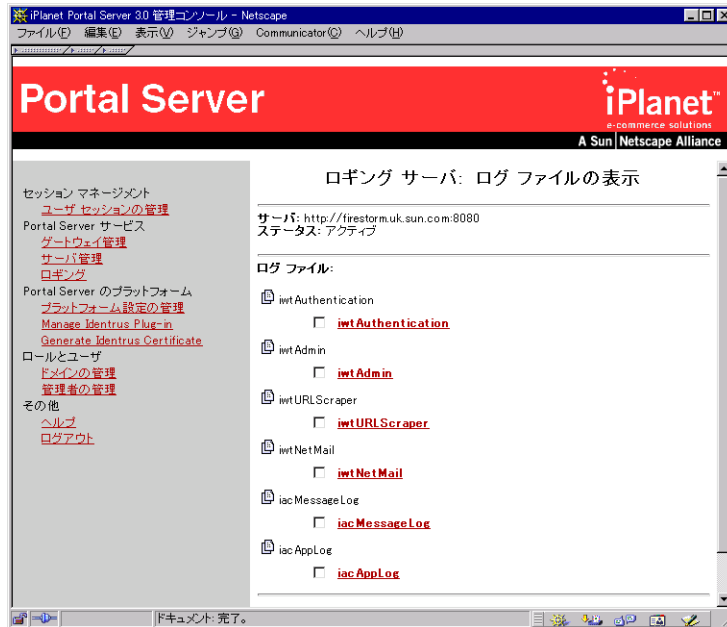 iPlanet Portal Server 3.0 管理コンソール - Netscape
ファイル(F) 編集(E) 表示(V) ジャンプ(G) Communicator(C) ヘルプ(H)
Portal Server
iPlanet™
e-commerce solutions
A Sun | Netscape Alliance
セッション マネージメント
ユーザ セッションの管理
Portal Server サービス
ゲートウェイ管理
サーバ管理
ロギング
Portal Server のプラットフォーム
プラットフォーム設定の管理
Manage Identrus Plug-in
Generate Identrus Certificate
ロールとユーザ
ドメインの管理
管理者の管理
その他
ヘルプ
ログアウト
ロギング サーバ: ログ ファイルの表示
サーバ: http://firestorm.uk.sun.com:8080
ステータス: アクティブ
ログ ファイル:
iwtAuthentication
iwtAuthentication
iwtAdmin
iwtAdmin
iwtURLScraper
iwtURLScraper
iwtNetMail
iwtNetMail
iacMessageLog
iacMessageLog
iacAppLog
iacAppLog
ドキュメント: 完了。